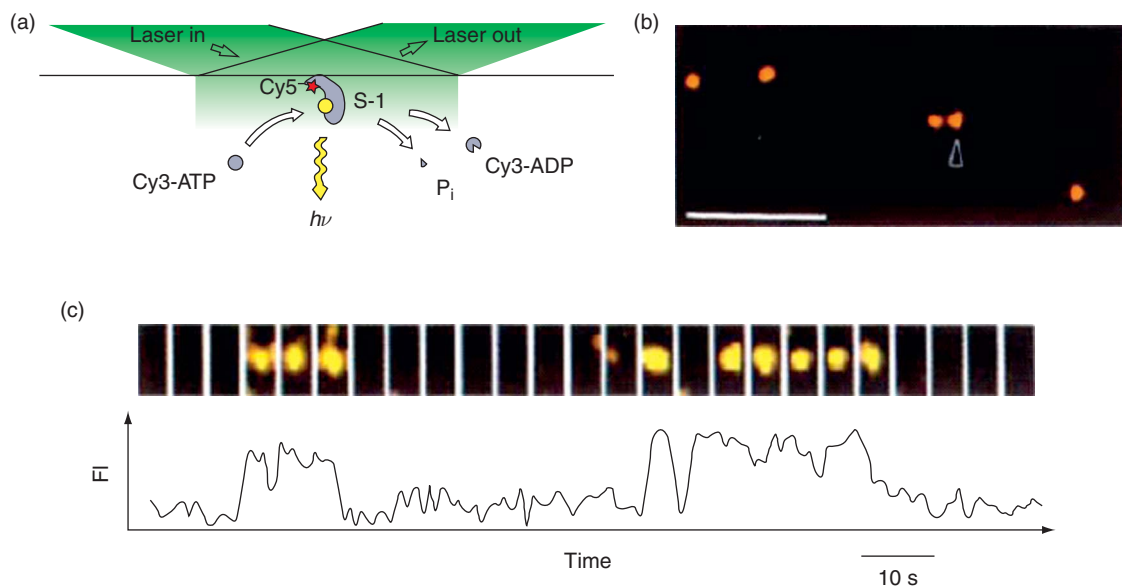 (a)
Laser in
Laser out
Cy5
S-1
Cy3-ATP
Pi
Cy3-ADP
hν
(b)
(c)
FI
Time
10 s